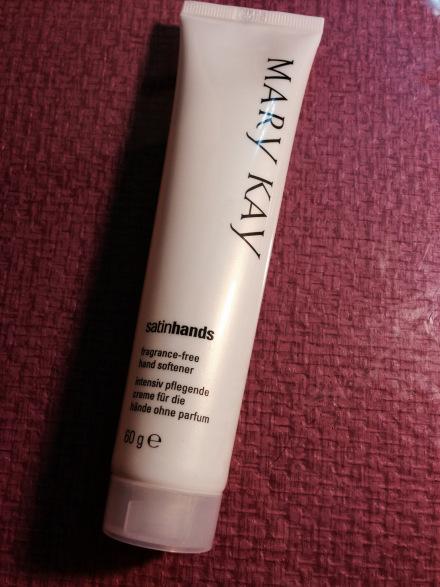 MARY KAY
satinhands
fragrance-free
hand softener
intensiv pflegende
creme für die
hände ohne parfum
60 g ℮